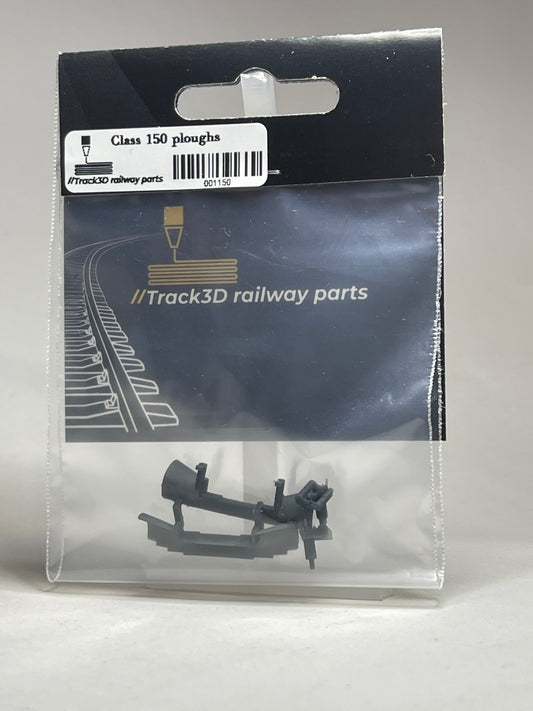 Class 150 ploughs
//Track3D railway parts
001150
//Track3D railway parts